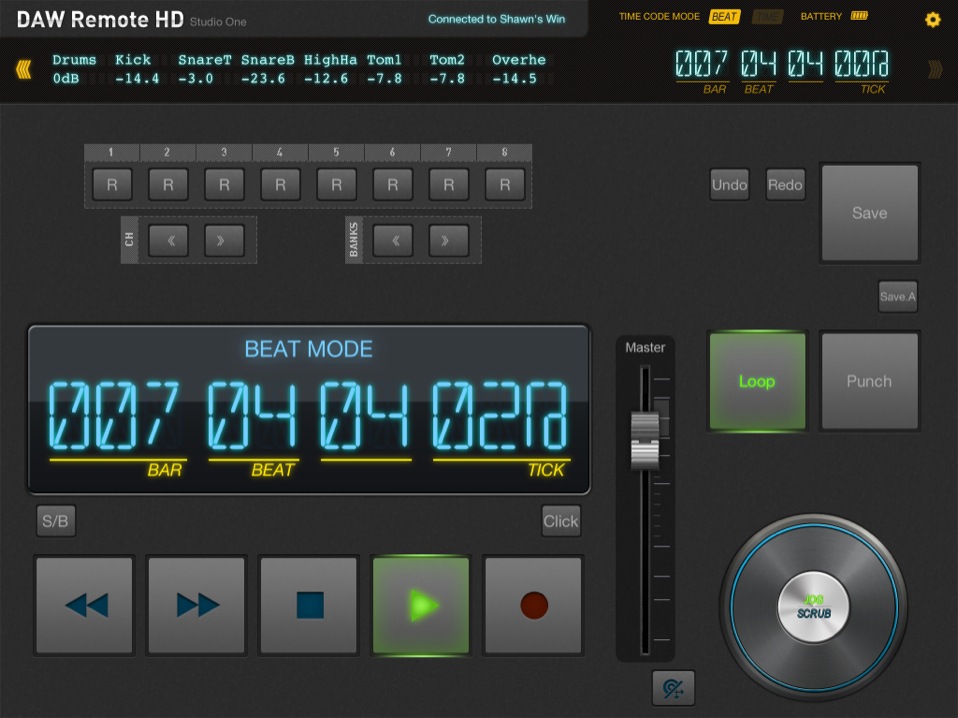 DAW Remote HD Studio One
Connected to Shawn's Win
TIME CODE MODE BEAT TIME BATTERY
Drums Kick SnareT SnareB HighHa Tom1 Tom2 Overhe
0dB -14.4 -3.0 -23.6 -12.6 -7.8 -7.8 -14.5
007 04 04
BAR BEAT TICK
1 2 3 4 5 6 7 8
R R R R R R R R
CH
BANKS
Undo Redo Save
Save.A
BEAT MODE
007 04 04
BAR BEAT TICK
Master
Loop Punch
S/B Click
JOG
SCRUB